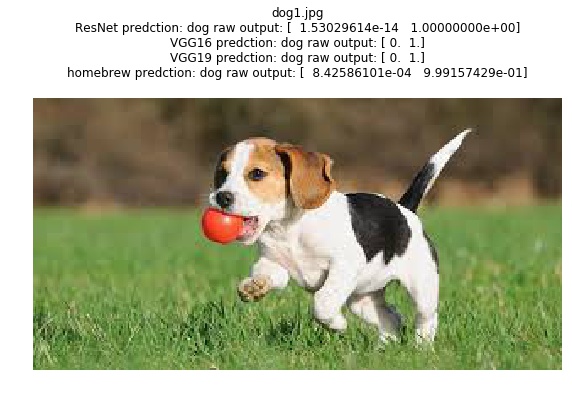 dog1.jpg
ResNet predction: dog raw output: [  1.53029614e-14   1.00000000e+00]
VGG16 predction: dog raw output: [ 0.  1.]
VGG19 predction: dog raw output: [ 0.  1.]
homebrew predction: dog raw output: [  8.42586101e-04   9.99157429e-01]